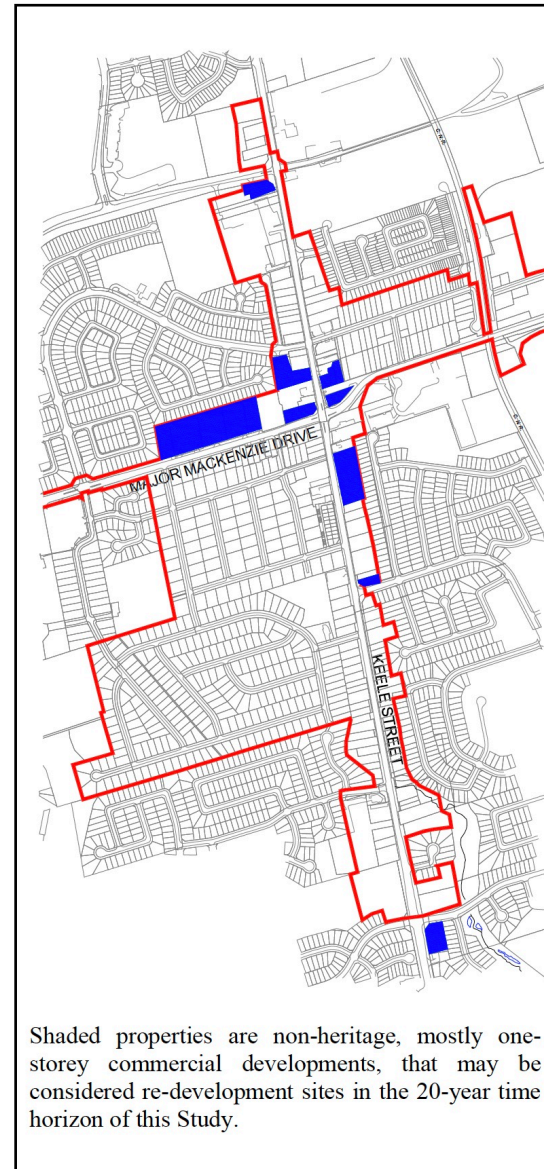 C.N.R.
MAJOR MACKENZIE DRIVE
C.N.R.
KEELE STREET
Shaded properties are non-heritage, mostly one-
storey commercial developments, that may be
considered re-development sites in the 20-year time
horizon of this Study.